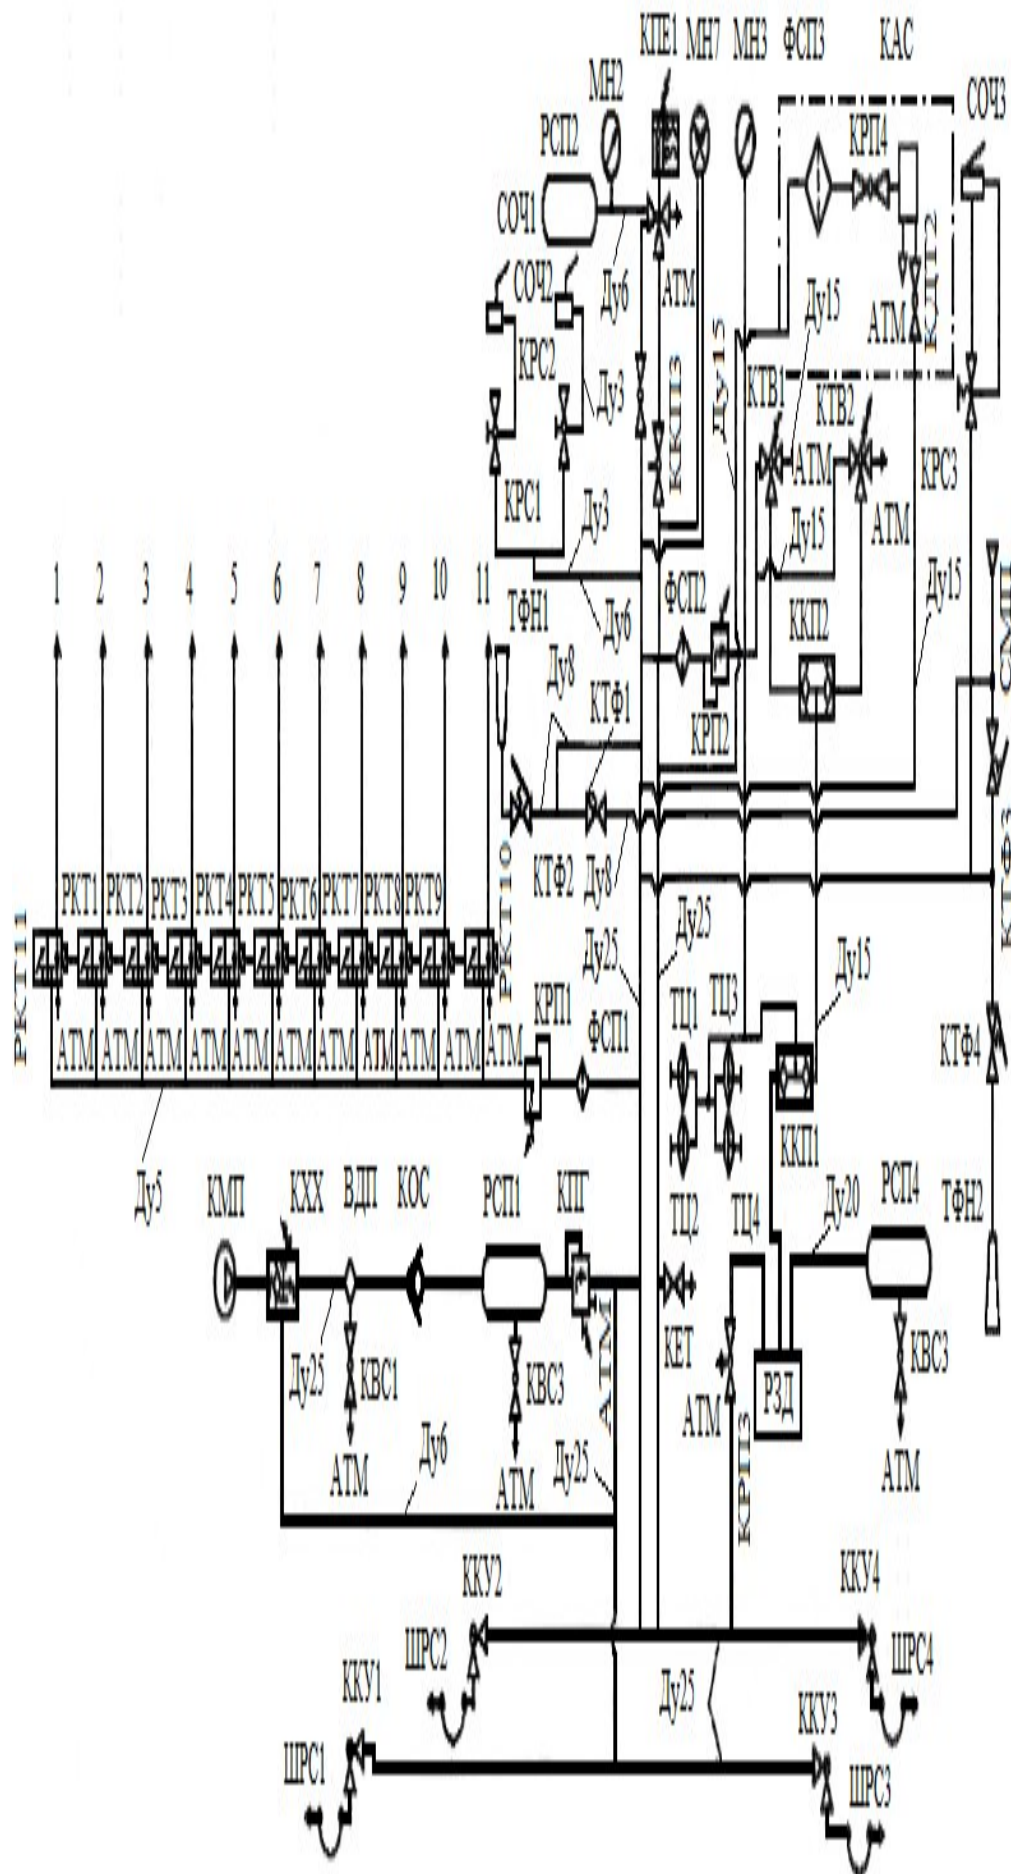 КПЕ1
МН7
МН3
ФСП3
КАС
МН2
СОЧ3
РСП2
КРП4
СОЧ1
СОЧ2
Ду6
АТМ
Ду15
АТМ
КДТ2
КРС2
Ду3
ККП3
Ду15
КТВ1
КТВ2
АТМ
КРС3
КРС1
Ду3
Ду15
АТМ
1
2
3
4
5
6
7
8
9
10
11
ТФН1
Ду6
ФСП2
ККП2
Ду15
Ду8
КТФ1
КРП2
СМЦ
РКТ11
РКТ1
РКТ2
РКТ3
РКТ4
РКТ5
РКТ6
РКТ7
РКТ8
РКТ9
РКТ10
КТФ2
Ду8
КТФ3
Ду25
Ду25
Ду15
АТМ
АТМ
АТМ
АТМ
АТМ
АТМ
АТМ
АТМ
АТМ
АТМ
АТМ
КРП1
ФСП1
ТЦ1
ТЦ3
КТФ4
ККП1
Ду5
КМП
КХХ
ВДП
КОС
РСП1
КПГ
ТЦ2
ТЦ4
Ду20
РСП4
ТФН2
Ду25
КВС1
КВС3
АТМ
КЕТ
КВС3
РЗД
АТМ
АТМ
АТМ
Ду6
Ду25
КРП3
АТМ
ККУ2
ККУ4
ШРС2
ККУ1
Ду25
ШРС4
ККУ3
ШРС1
ШРС3